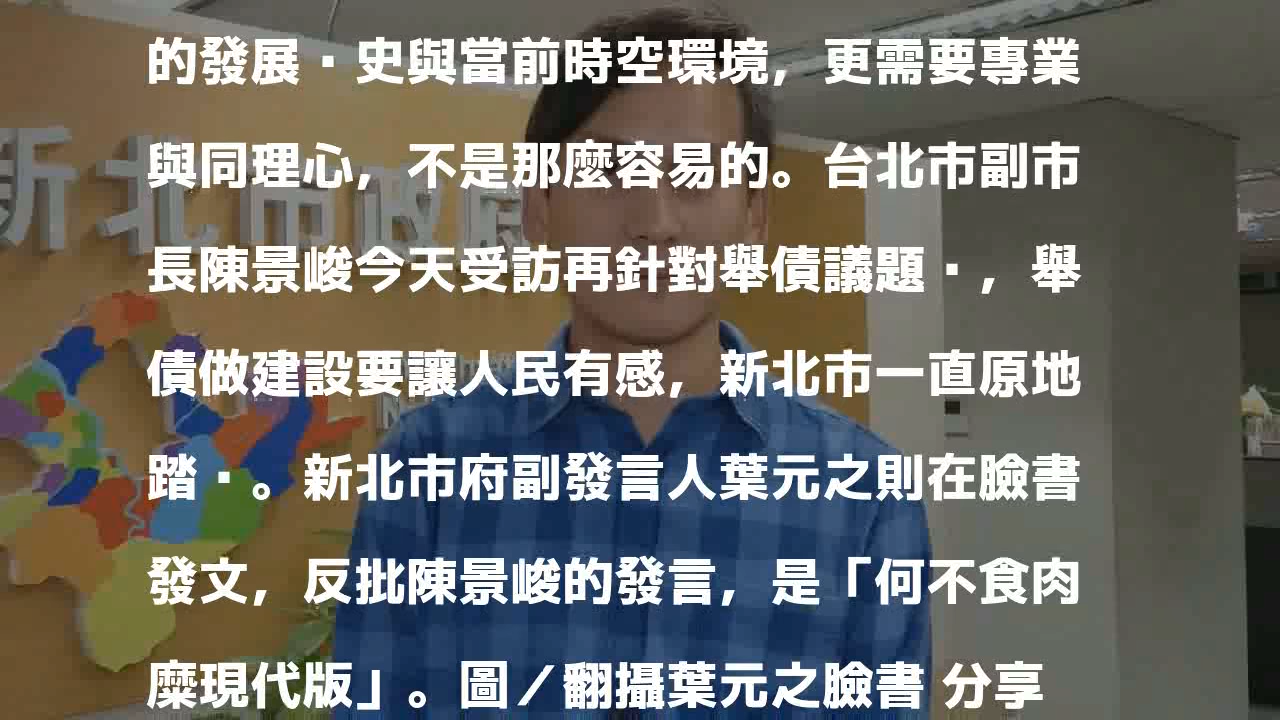 的發展▪史與當前時空環境，更需要專業
與同理心，不是那麼容易的。台北市副市
長陳景峻今天受訪再針對舉債議題▪，舉
債做建設要讓人民有感，新北市一直原地
踏▪。新北市府副發言人葉元之則在臉書
發文，反批陳景峻的發言，是「何不食肉
糜現代版」。圖／翻攝葉元之臉書 分享
新北市政府